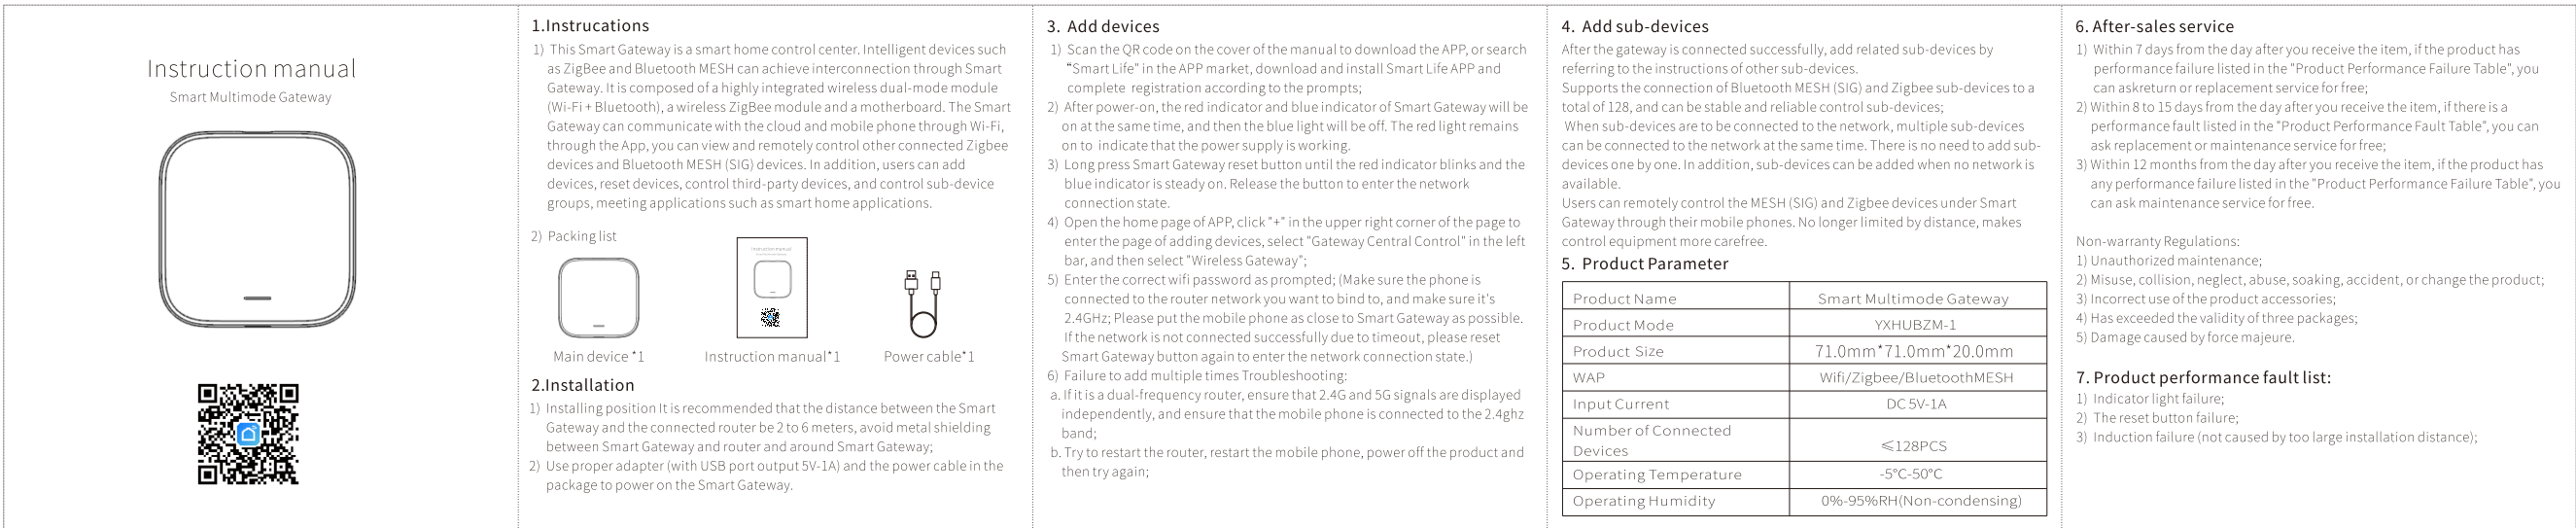 Instruction manual
Smart Multimode Gateway
1.Instrucations
1) This Smart Gateway is a smart home control center. Intelligent devices such
as ZigBee and Bluetooth MESH can achieve interconnection through Smart
Gateway. It is composed of a highly integrated wireless dual-mode module
(Wi-Fi + Bluetooth), a wireless ZigBee module and a motherboard. The Smart
Gateway can communicate with the cloud and mobile phone through Wi-Fi,
through the App, you can view and remotely control other connected Zigbee
devices and Bluetooth MESH (SIG) devices. In addition, users can add
devices, reset devices, control third-party devices, and control sub-device
groups, meeting applications such as smart home applications.
2) Packing list
Instruction manual
Main device *1
Instruction manual*1
Power cable*1
2.Installation
1) Installing position It is recommended that the distance between the Smart
Gateway and the connected router be 2 to 6 meters, avoid metal shielding
between Smart Gateway and router and around Smart Gateway;
2) Use proper adapter (with USB port output 5V-1A) and the power cable in the
package to power on the Smart Gateway.
3. Add devices
1) Scan the QR code on the cover of the manual to download the APP, or search
"Smart Life" in the APP market, download and install Smart Life APP and
complete registration according to the prompts;
2) After power-on, the red indicator and blue indicator of Smart Gateway will be
on at the same time, and then the blue light will be off. The red light remains
on to indicate that the power supply is working.
3) Long press Smart Gateway reset button until the red indicator blinks and the
blue indicator is steady on. Release the button to enter the network
connection state.
4) Open the home page of APP, click "+" in the upper right corner of the page to
enter the page of adding devices, select "Gateway Central Control" in the left
bar, and then select "Wireless Gateway";
5) Enter the correct wifi password as prompted; (Make sure the phone is
connected to the router network you want to bind to, and make sure it's
2.4GHz; Please put the mobile phone as close to Smart Gateway as possible.
If the network is not connected successfully due to timeout, please reset
Smart Gateway button again to enter the network connection state.)
6) Failure to add multiple times Troubleshooting:
a. If it is a dual-frequency router, ensure that 2.4G and 5G signals are displayed
independently, and ensure that the mobile phone is connected to the 2.4ghz
band;
b. Try to restart the router, restart the mobile phone, power off the product and
then try again;
4. Add sub-devices
After the gateway is connected successfully, add related sub-devices by
referring to the instructions of other sub-devices.
Supports the connection of Bluetooth MESH (SIG) and Zigbee sub-devices to a
total of 128, and can be stable and reliable control sub-devices;
When sub-devices are to be connected to the network, multiple sub-devices
can be connected to the network at the same time. There is no need to add sub-
devices one by one. In addition, sub-devices can be added when no network is
available.
Users can remotely control the MESH (SIG) and Zigbee devices under Smart
Gateway through their mobile phones. No longer limited by distance, makes
control equipment more carefree.
5. Product Parameter
Product Name Smart Multimode Gateway
Product Mode YXHUBZM-1
Product Size 71.0mm*71.0mm*20.0mm
WAP Wifi/Zigbee/BluetoothMESH
Input Current DC 5V-1A
Number of Connected
Devices ≤128PCS
Operating Temperature -5°C-50°C
Operating Humidity 0%-95%RH(Non-condensing)
6. After-sales service
1) Within 7 days from the day after you receive the item, if the product has
performance failure listed in the "Product Performance Failure Table", you
can askreturn or replacement service for free;
2) Within 8 to 15 days from the day after you receive the item, if there is a
performance fault listed in the "Product Performance Fault Table", you can
ask replacement or maintenance service for free;
3) Within 12 months from the day after you receive the item, if the product has
any performance failure listed in the "Product Performance Failure Table", you
can ask maintenance service for free.
Non-warranty Regulations:
1) Unauthorized maintenance;
2) Misuse, collision, neglect, abuse, soaking, accident, or change the product;
3) Incorrect use of the product accessories;
4) Has exceeded the validity of three packages;
5) Damage caused by force majeure.
7. Product performance fault list:
1) Indicator light failure;
2) The reset button failure;
3) Induction failure (not caused by too large installation distance);